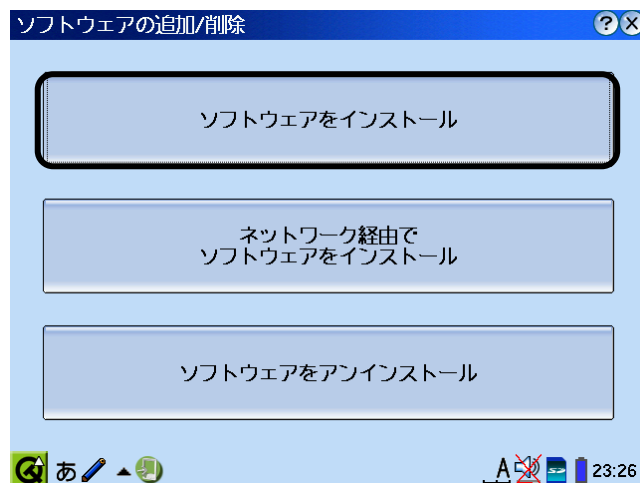 ソフトウェアの追加/削除
ソフトウェアをインストール
ネットワーク経由で
ソフトウェアをインストール
ソフトウェアをアンインストール
あ
A
23:26